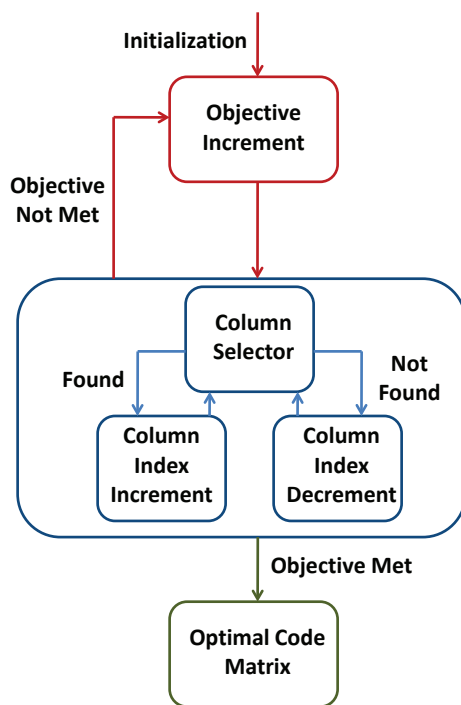 Initialization
Objective
Increment
Objective
Not Met
Column
Selector
Found
Not
Found
Column
Index
Increment
Column
Index
Decrement
Objective Met
Optimal Code
Matrix